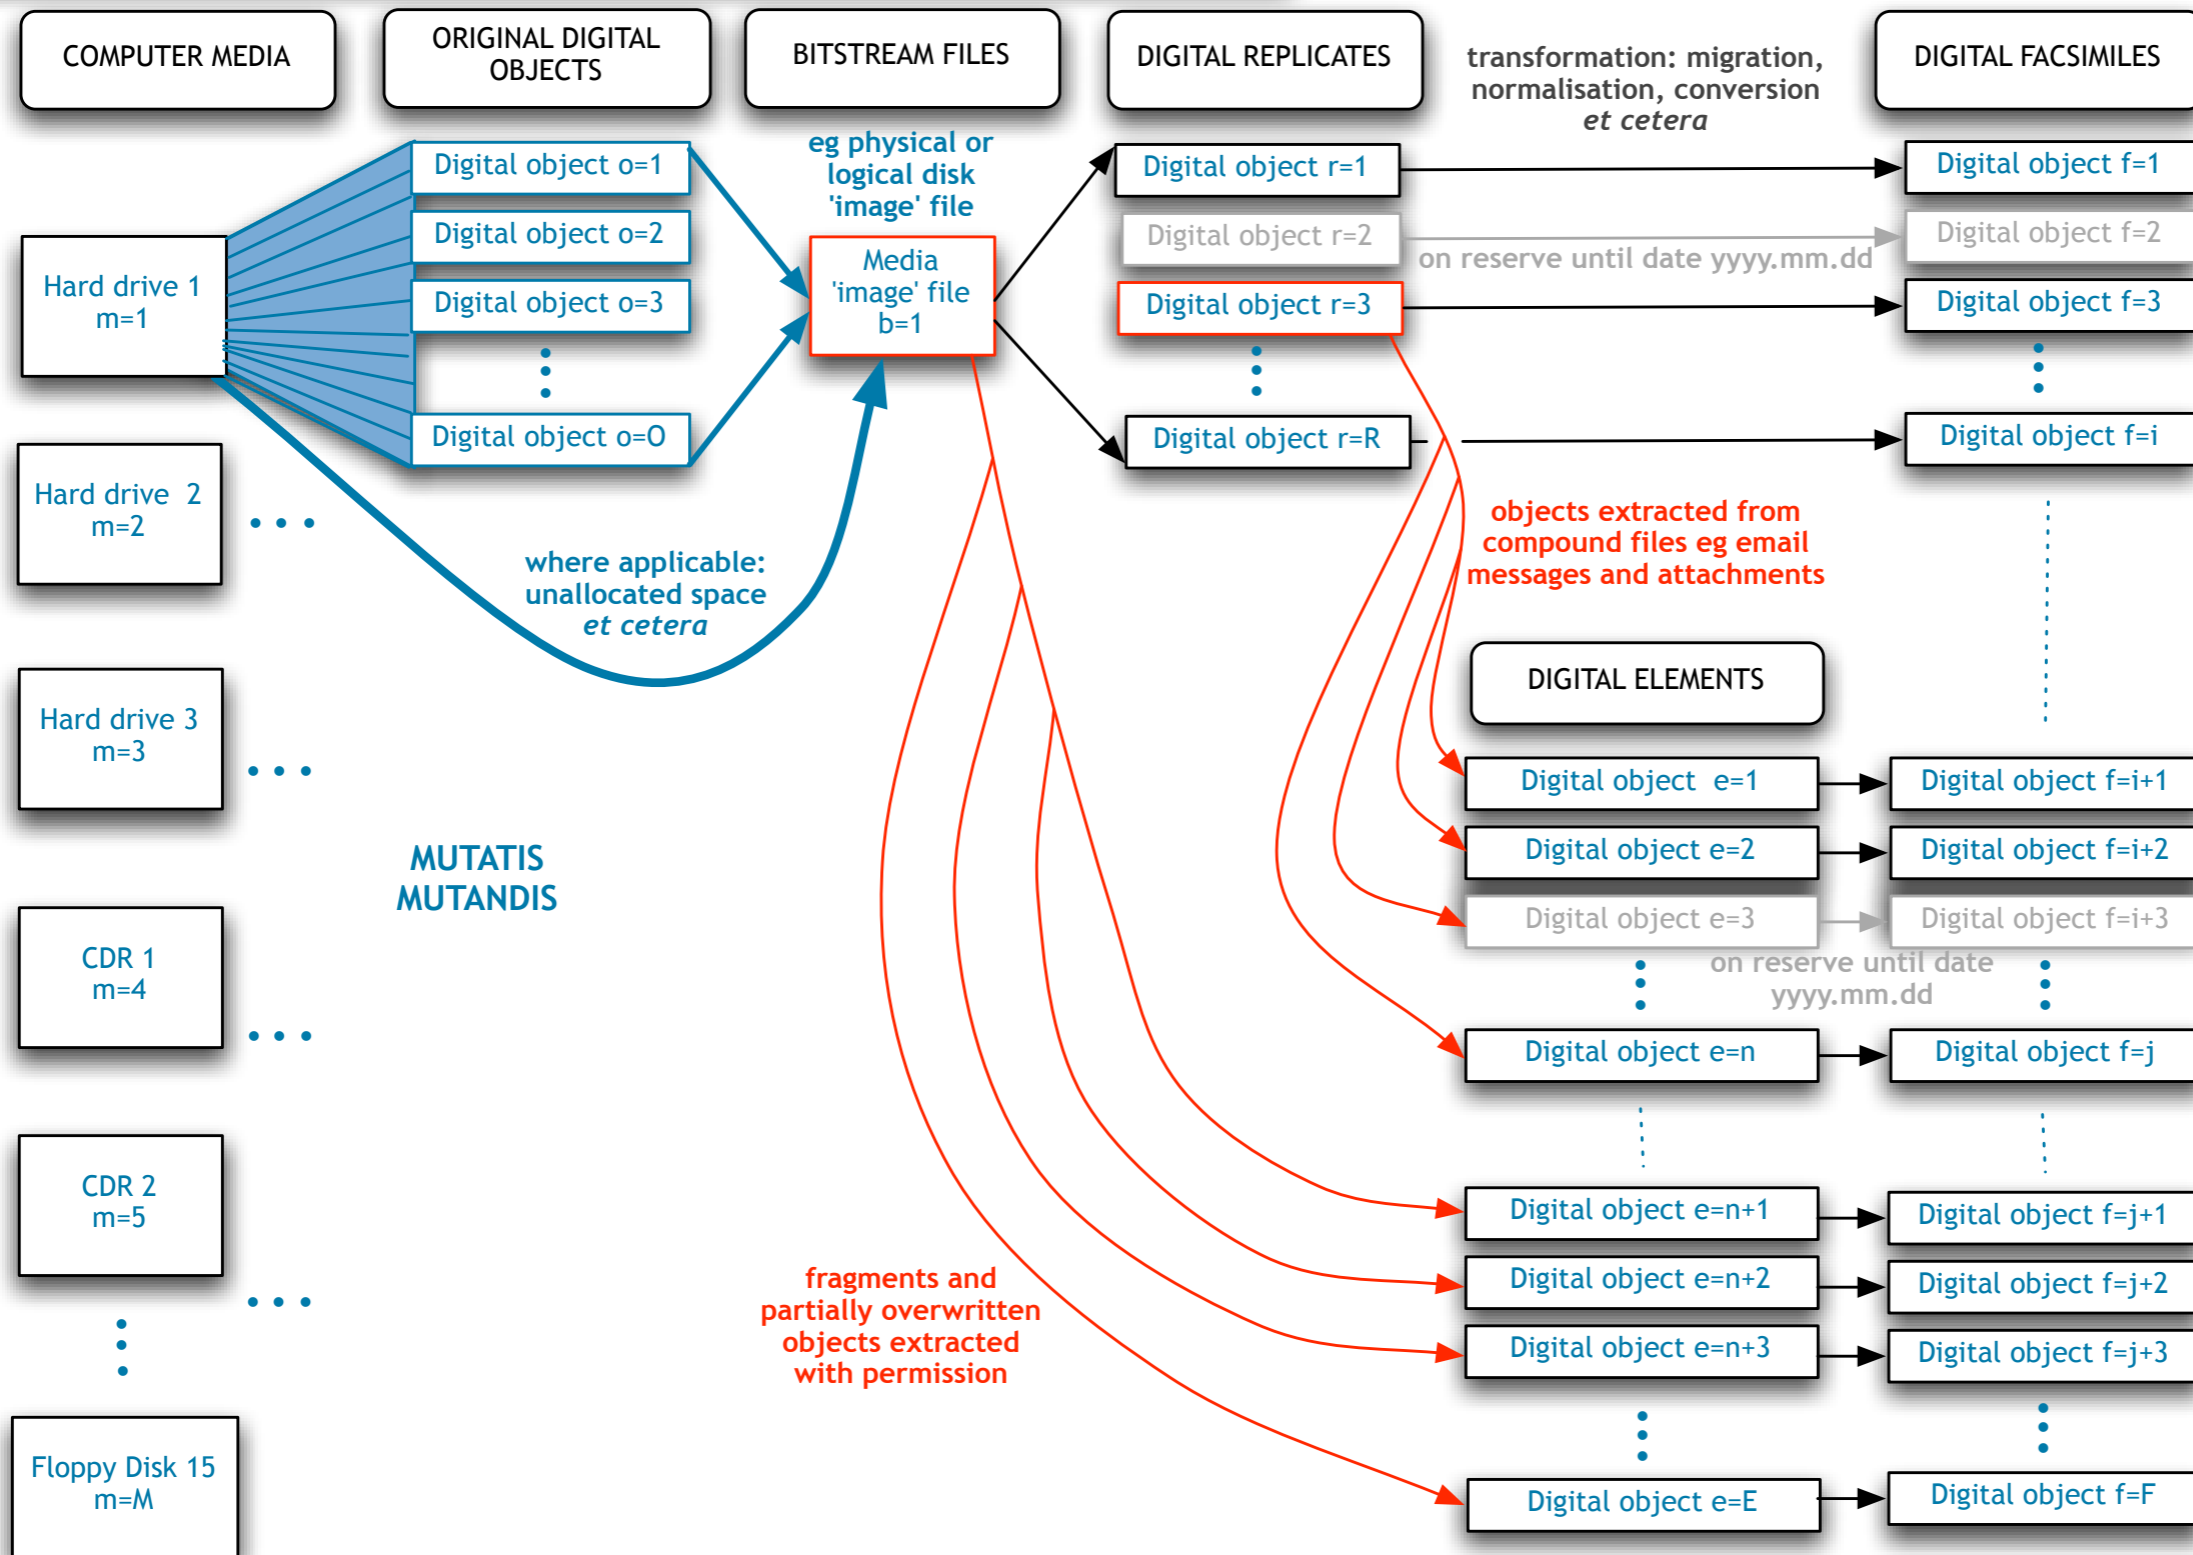 COMPUTER MEDIA
ORIGINAL DIGITAL
OBJECTS
BITSTREAM FILES
DIGITAL REPLICATES
transformation: migration,
normalisation, conversion
et cetera
DIGITAL FACSIMILES
Hard drive 1
m=1
Hard drive 2
m=2
Hard drive 3
m=3
CDR 1
m=4
CDR 2
m=5
Floppy Disk 15
m=M
Digital object o=1
Digital object o=2
Digital object o=3
Digital object o=O
where applicable:
unallocated space
et cetera
MUTATIS
MUTANDIS
eg physical or
logical disk
'image' file
Media
'image' file
b=1
Digital object r=1
Digital object r=2
Digital object r=3
Digital object r=R
on reserve until date yyyy.mm.dd
Digital object f=1
Digital object f=2
Digital object f=3
Digital object f=i
objects extracted from
compound files eg email
messages and attachments
DIGITAL ELEMENTS
Digital object e=1
Digital object f=i+1
Digital object e=2
Digital object f=i+2
Digital object e=3
Digital object f=i+3
on reserve until date
yyyy.mm.dd
Digital object e=n
Digital object f=j
fragments and
partially overwritten
objects extracted
with permission
Digital object e=n+1
Digital object f=j+1
Digital object e=n+2
Digital object f=j+2
Digital object e=n+3
Digital object f=j+3
Digital object e=E
Digital object f=F